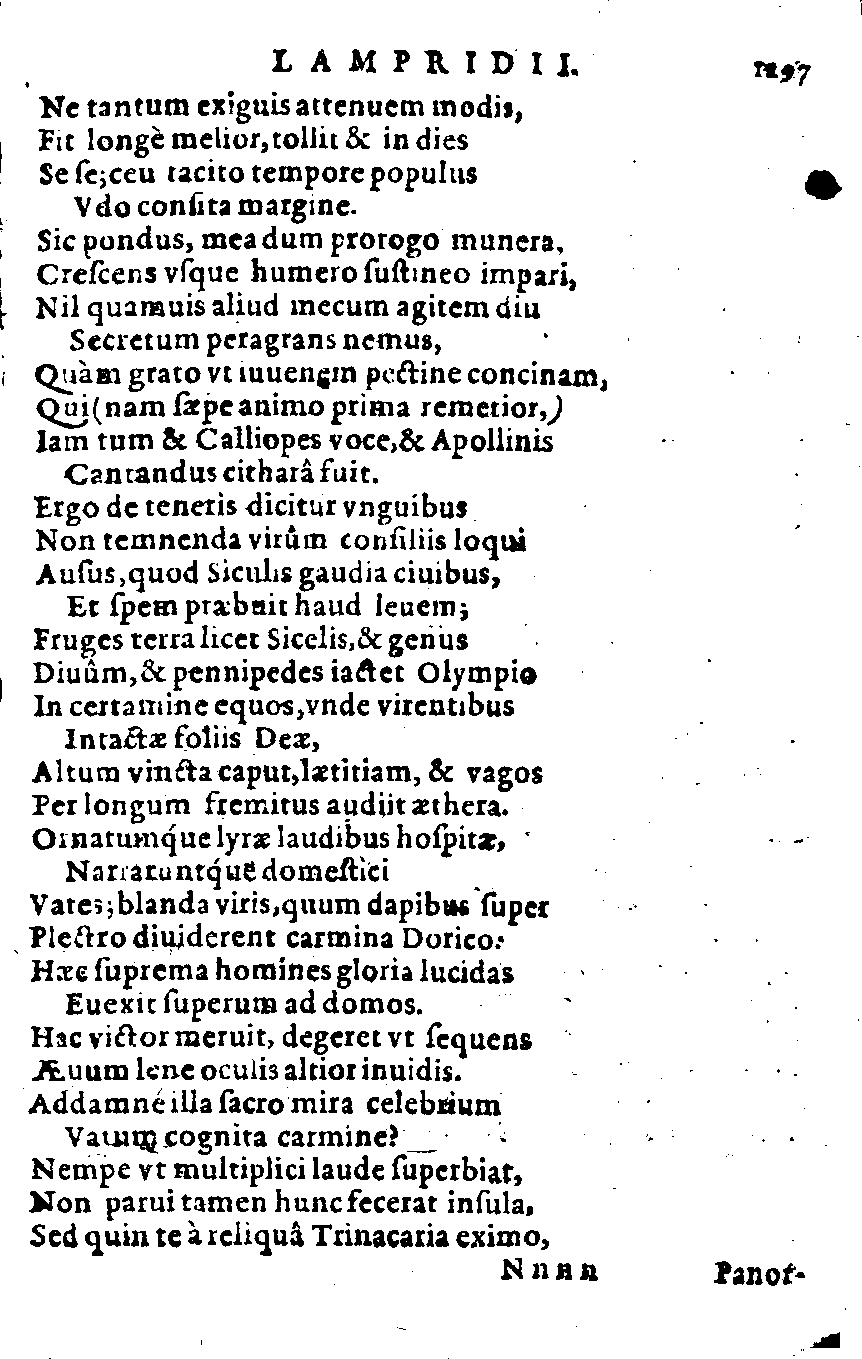 LAMPRIDII. 1297
Ne tantum exiguis attenuem modis,
Fit longè melior, tollit & in dies
Se ſe; ceu tacito tempore populus
Vdo conſita margine.
Sic pondus, mea dum prorogo munera,
Creſcens vſque humero ſuſtineo impari,
Nil quamuis aliud mecum agitem diu
Secretum peragrans nemus,
Quàm grato vt iuuenem pectine concinam,
Qui (nam ſæpe animo prima remetior,)
Iam tum & Calliopes voce, & Apollinis
Cantandus citharâ fuit.
Ergo de teneris dicitur vnguibus
Non temnenda virûm conſiliis loqui
Auſus, quod Siculis gaudia ciuibus,
Et ſpem præbuit haud leuem;
Fruges terra licet Sicelis, & genus
Diuûm, & pennipedes iactet Olympio
In certamine equos, vnde virentibus
Intactæ foliis Deæ,
Altum vincta caput, lætitiam, & vagos
Per longum fremitus audiit æthera.
Ornatumq́ue lyræ laudibus hoſpitæ,
Narraruntq́ue domeſtici
Vates; blanda viris, quum dapibus ſuper
Plectro diuiderent carmina Dorico:
Hæc ſuprema homines gloria lucidas
Euexit ſuperum ad domos.
Hac victor meruit, degeret vt ſequens
Æuum lene oculis altior inuidis.
Addamné illa ſacro mira celebrium
Vatum cognita carmine?
Nempe vt multiplici laude ſuperbiat,
Non parui tamen hunc fecerat inſula,
Sed quin te à reliquâ Trinacaria eximo,
Nnnn Panor-